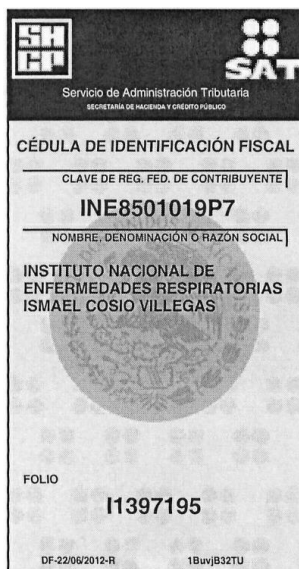 SHCP
SAT
Servicio de Administración Tributaria
SECRETARÍA DE HACIENDA Y CRÉDITO PÚBLICO
CÉDULA DE IDENTIFICACIÓN FISCAL
CLAVE DE REG. FED. DE CONTRIBUYENTE
INE8501019P7
NOMBRE, DENOMINACIÓN O RAZÓN SOCIAL
INSTITUTO NACIONAL DE
ENFERMEDADES RESPIRATORIAS
ISMAEL COSIO VILLEGAS
FOLIO
I1397195
DF-22/06/2012-R 1BuvjB32TU